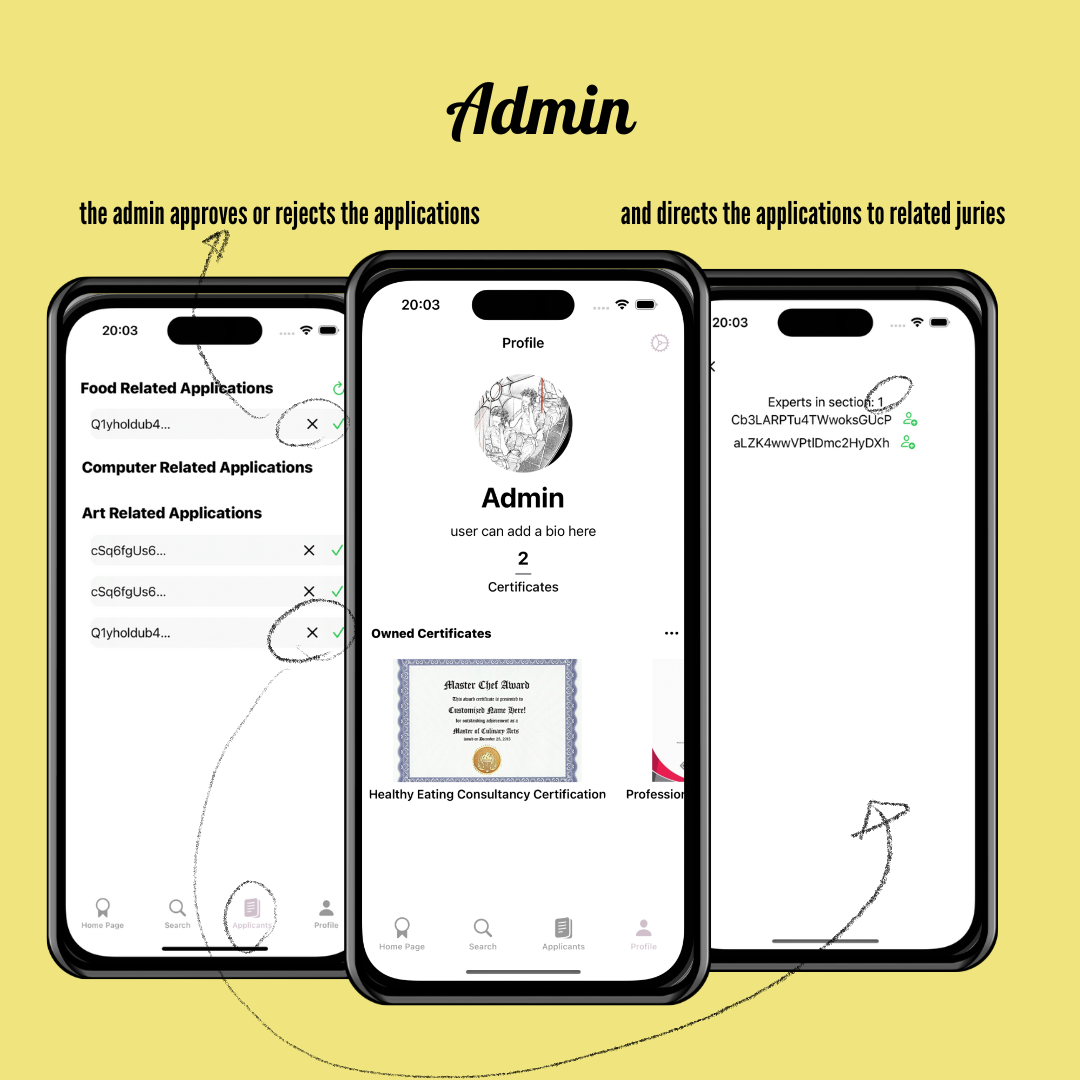 Admin
the admin approves or rejects the applications
and directs the applications to related juries
20:03
Food Related Applications
Q1yholdub4...
Computer Related Applications
Art Related Applications
cSq6fgUs6...
cSq6fgUs6...
Q1yholdub4...
Home Page
Search
Applicants
Profile
20:03
Profile
Admin
user can add a bio here
2
Certificates
Owned Certificates
Master Chef Award
This award certificate is presented to
Customized Name Here!
for outstanding achievement as a
Master of Culinary Arts
Healthy Eating Consultancy Certification
Profession
Home Page
Search
Applicants
Profile
20:03
Experts in section: 1
Cb3LARPTu4TWwoksGUcP
aLZK4wwVPtlDmc2HyDXh